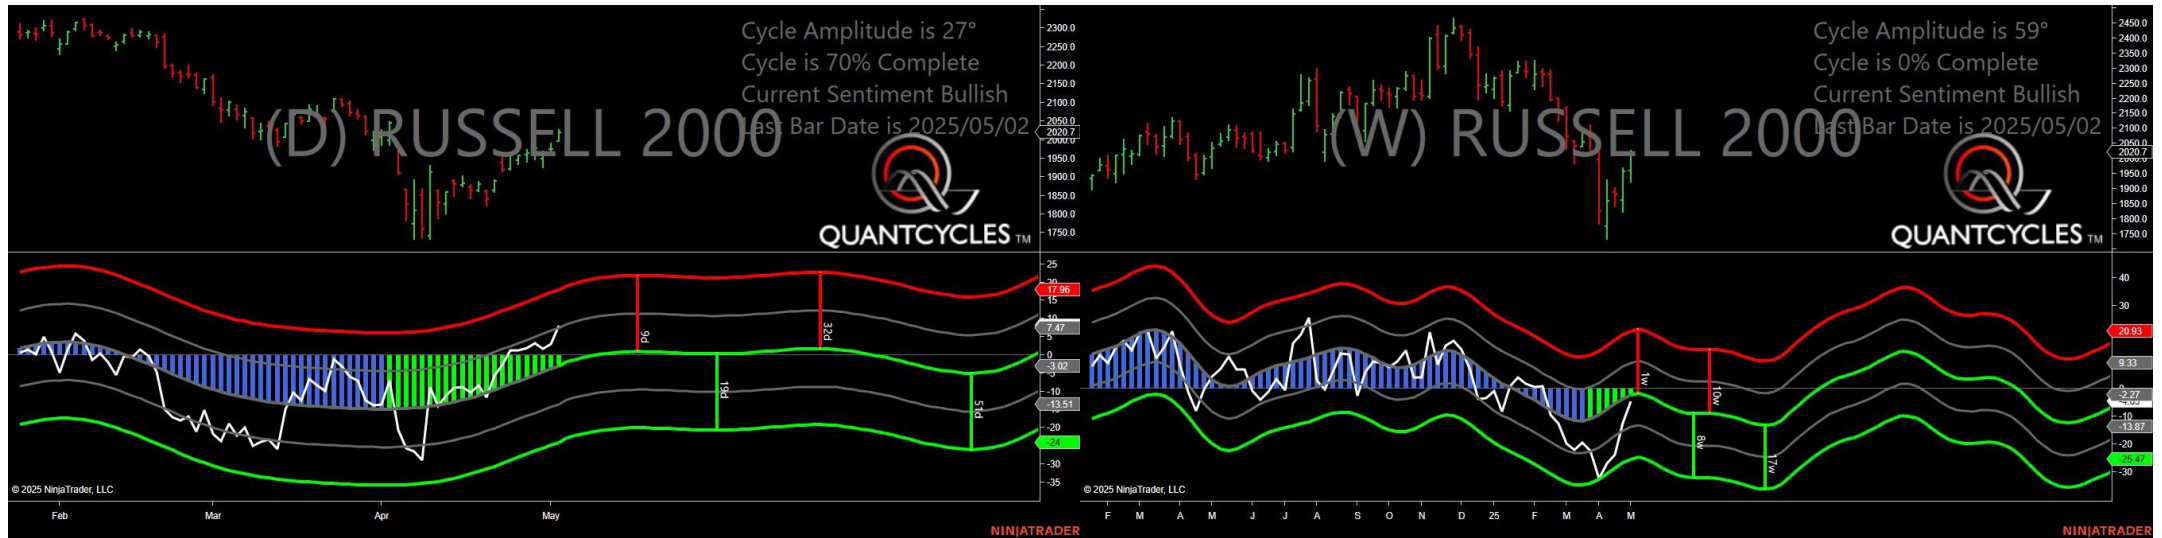 Cycle Amplitude is 27°
Cycle is 70% Complete
Current Sentiment Bullish
Last Bar Date is 2025/05/02
(D) RUSSELL 2000
QUANTCYCLES TM
2300.0
2250.0
2200.0
2150.0
2100.0
2050.0
2020.7
2000.0
1950.0
1900.0
1850.0
1800.0
1750.0
25
17.96
15
7.47
5
0
-3.02
-10
-13.51
-20
-24
-30
-35
9d
19d
32d
51d
© 2025 NinjaTrader, LLC
Feb Mar Apr May
NINJATRADER
Cycle Amplitude is 59°
Cycle is 0% Complete
Current Sentiment Bullish
Last Bar Date is 2025/05/02
(W) RUSSELL 2000
QUANTCYCLES TM
2450.0
2400.0
2350.0
2300.0
2250.0
2200.0
2150.0
2100.0
2050.0
2020.7
1950.0
1900.0
1850.0
1800.0
1750.0
40
30
20.93
9.33
-2.27
-10
-13.87
-20
-25.47
-30
1w
8w
10w
17w
© 2025 NinjaTrader, LLC
F M A M J J A S O N D 25 F M A M
NINJATRADER